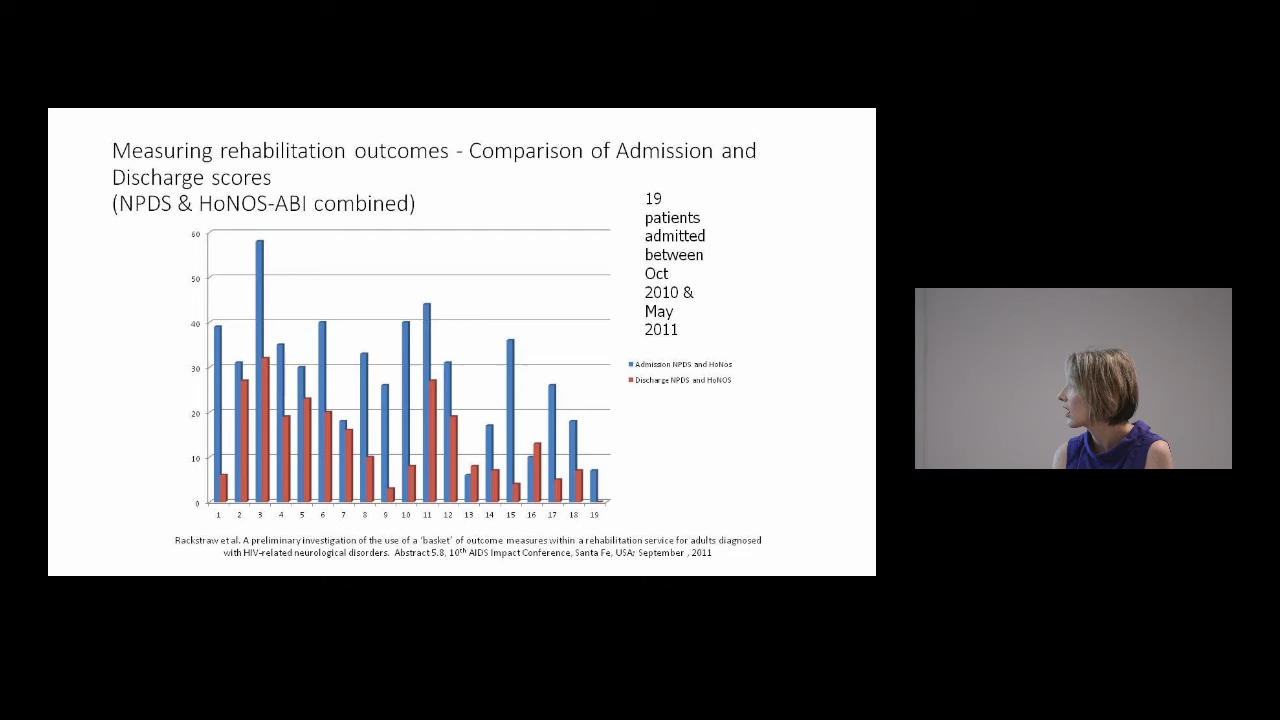 Measuring rehabilitation outcomes - Comparison of Admission and
Discharge scores
(NPDS & HoNOS-ABI combined)
19
patients
admitted
between
Oct
2010 &
May
2011
60
50
40
30
20
10
0
1 2 3 4 5 6 7 8 9 10 11 12 13 14 15 16 17 18 19
Admission NPDS and HoNos
Discharge NPDS and HoNOS
Rackstraw et al. A preliminary investigation of the use of a ‘basket’ of outcome measures within a rehabilitation service for adults diagnosed
with HIV-related neurological disorders. Abstract 5.8, 10th AIDS Impact Conference, Santa Fe, USA; September , 2011